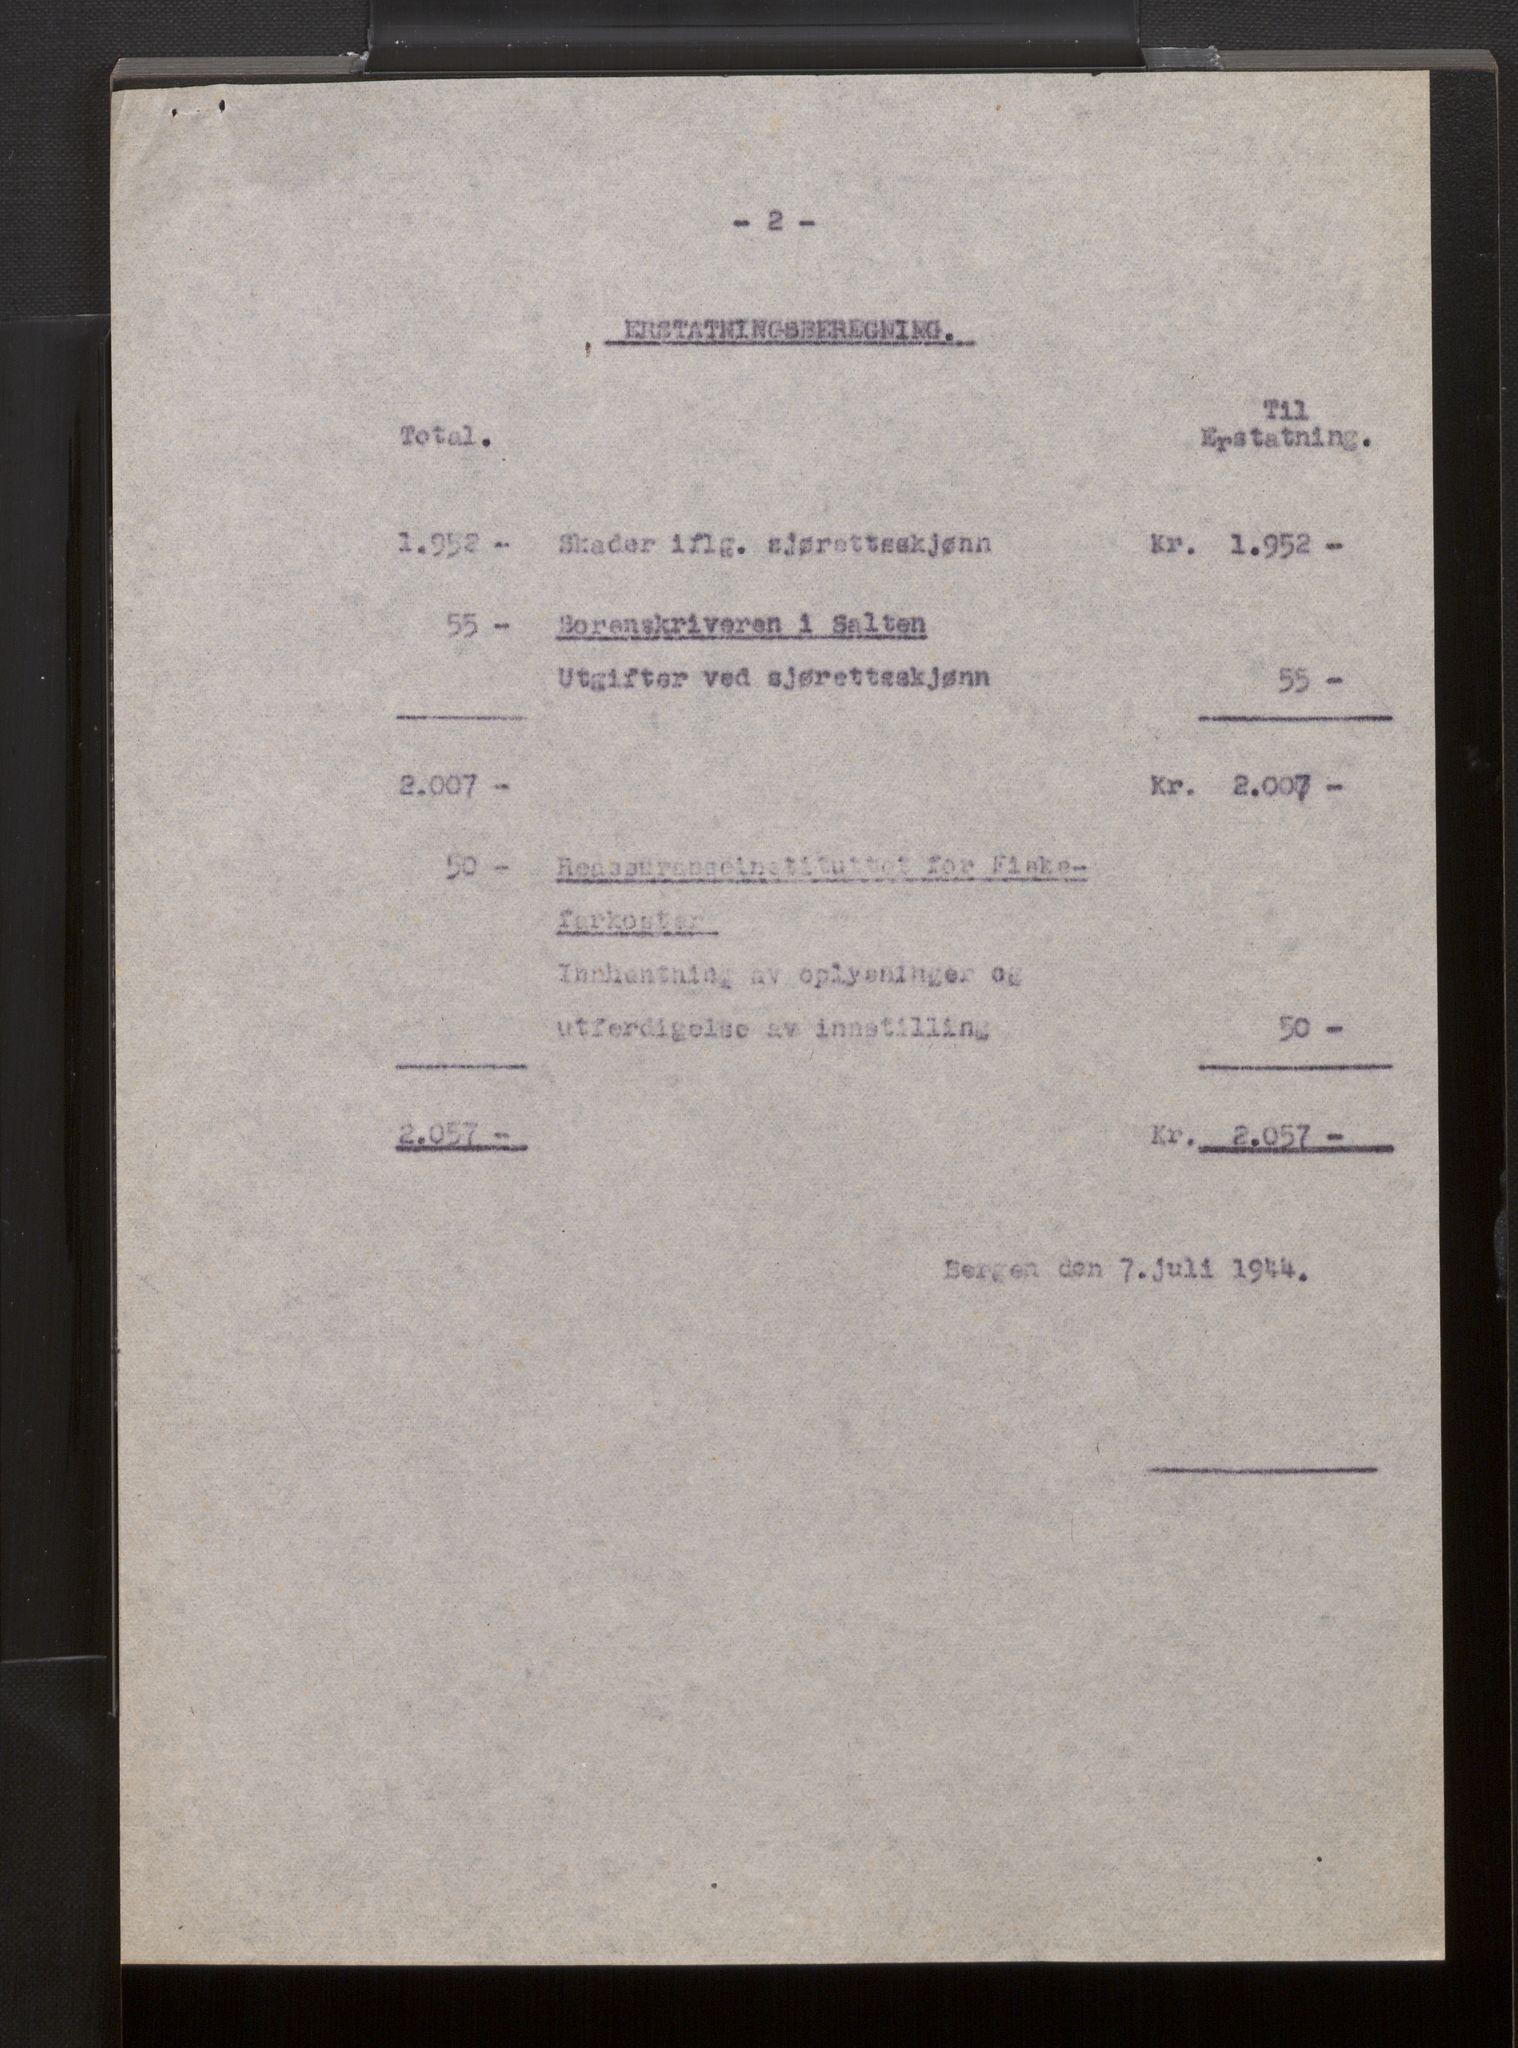 - 2 -
ERSTATNINGSBEREGNING.
Til
Total. Erstatning.
1.952 - Skader iflg. sjørettsskjønn Kr. 1.952 -
55 - Sorenskriveren i Salten
Utgifter ved sjørettsskjønn 55 -
2.007 - Kr. 2.007 -
50 - Reassuranseinstituttet for Fiske-
farkoster
Innhentning av oplysninger og
utferdigelse av innstilling 50 -
2.057 - Kr. 2.057 -
Bergen den 7.juli 1944.